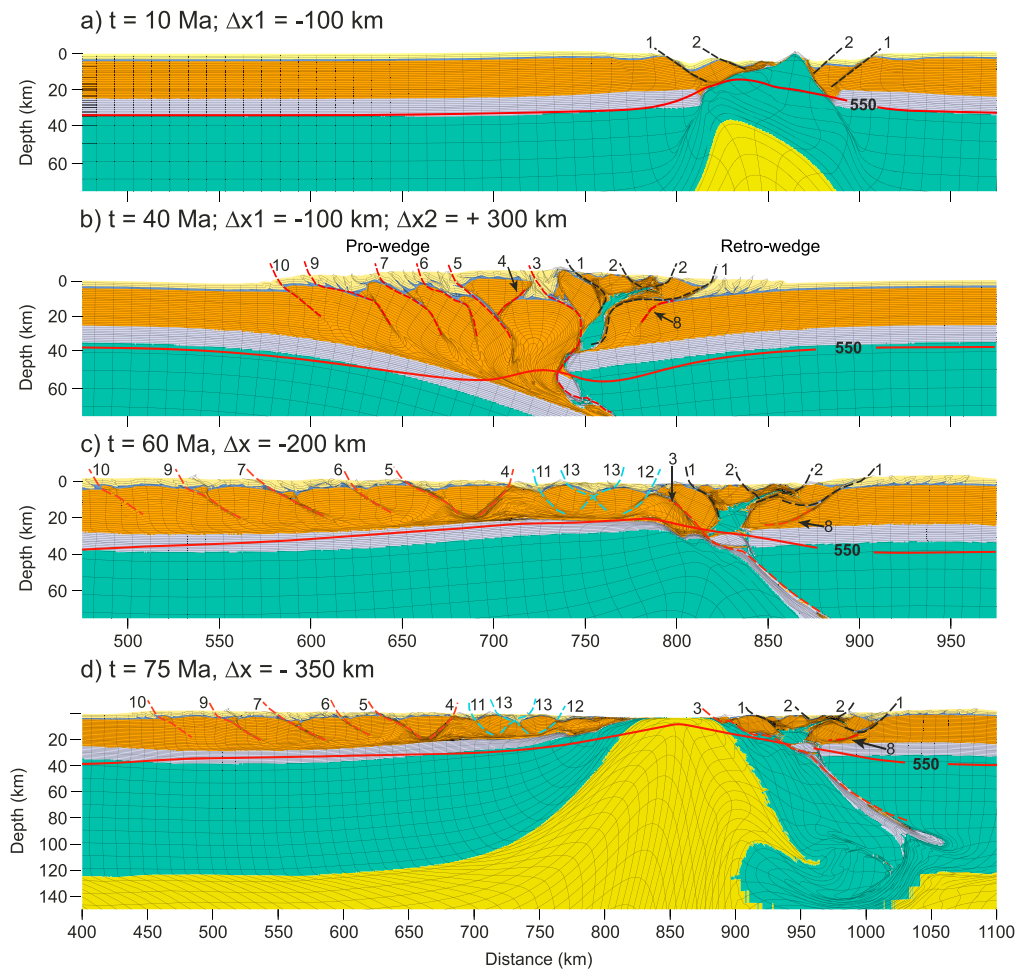 a) t = 10 Ma; Δx1 = -100 km
1 2 2 1
0
20
40
60
Depth (km)
550
b) t = 40 Ma; Δx1 = -100 km; Δx2 = + 300 km
Pro-wedge Retro-wedge
10 9 7 6 5 4 3 1 2 2 1
0
20
40
60
Depth (km)
8
550
c) t = 60 Ma, Δx = -200 km
10 9 7 6 5 4 11 13 13 12 3 1 2 2 1
0
20
40
60
Depth (km)
8
550
500 550 600 650 700 750 800 850 900 950
d) t = 75 Ma, Δx = - 350 km
10 9 7 6 5 4 11 13 13 12 3 1 2 2 1
20
40
60
80
100
120
140
Depth (km)
8
550
400 450 500 550 600 650 700 750 800 850 900 950 1000 1050 1100
Distance (km)